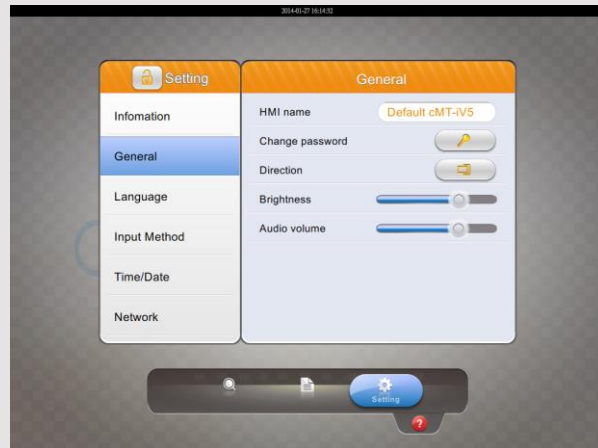 2014-01-27 16:14:52
Setting
General
Infomation
General
Language
Input Method
Time/Date
Network
HMI name
Default cMT-iV5
Change password
Direction
Brightness
Audio volume
Setting
?